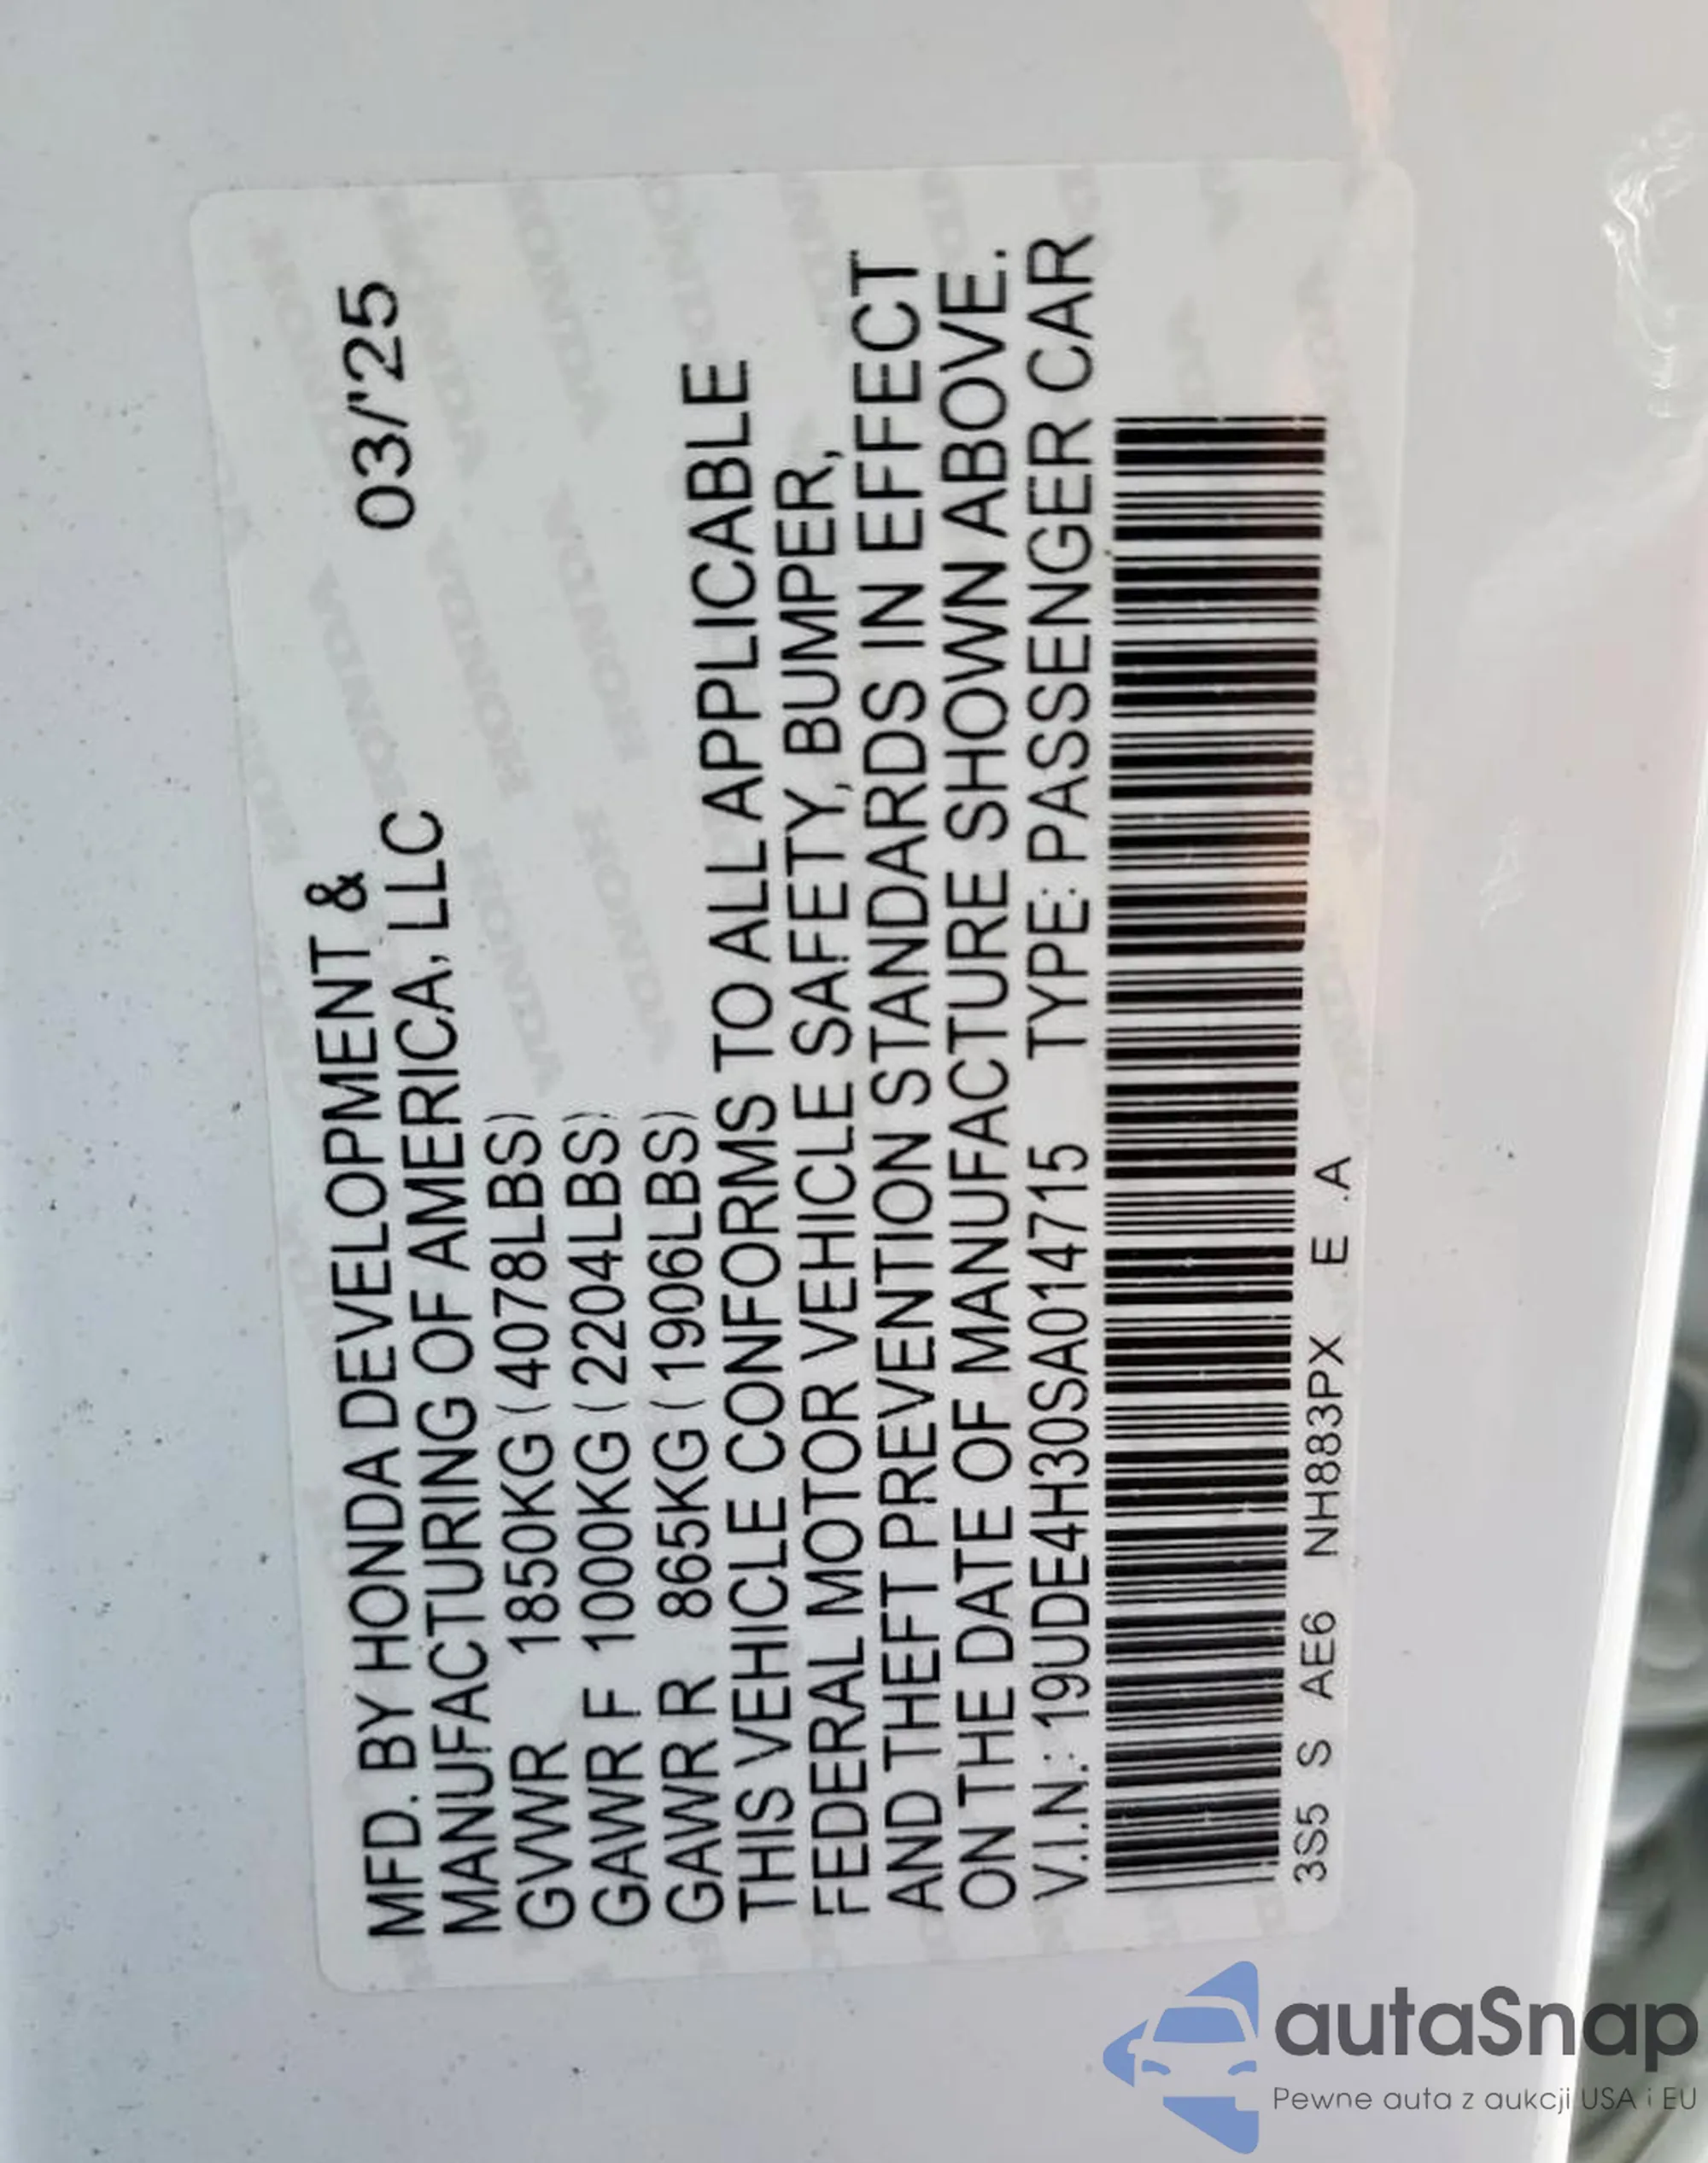 MFD. BY HONDA DEVELOPMENT &
MANUFACTURING OF AMERICA, LLC 03/'25
GVWR 1850KG (4078LBS)
GAWR F 1000KG (2204LBS)
GAWR R 865KG (1906LBS)
THIS VEHICLE CONFORMS TO ALL APPLICABLE
FEDERAL MOTOR VEHICLE SAFETY, BUMPER,
AND THEFT PREVENTION STANDARDS IN EFFECT
ON THE DATE OF MANUFACTURE SHOWN ABOVE.
V.I.N.: 19UDE4H30SA014715 TYPE: PASSENGER CAR
3S5 S AE6 NH883PX E .A
autaSnap
Pewne auta z aukcji USA i EU